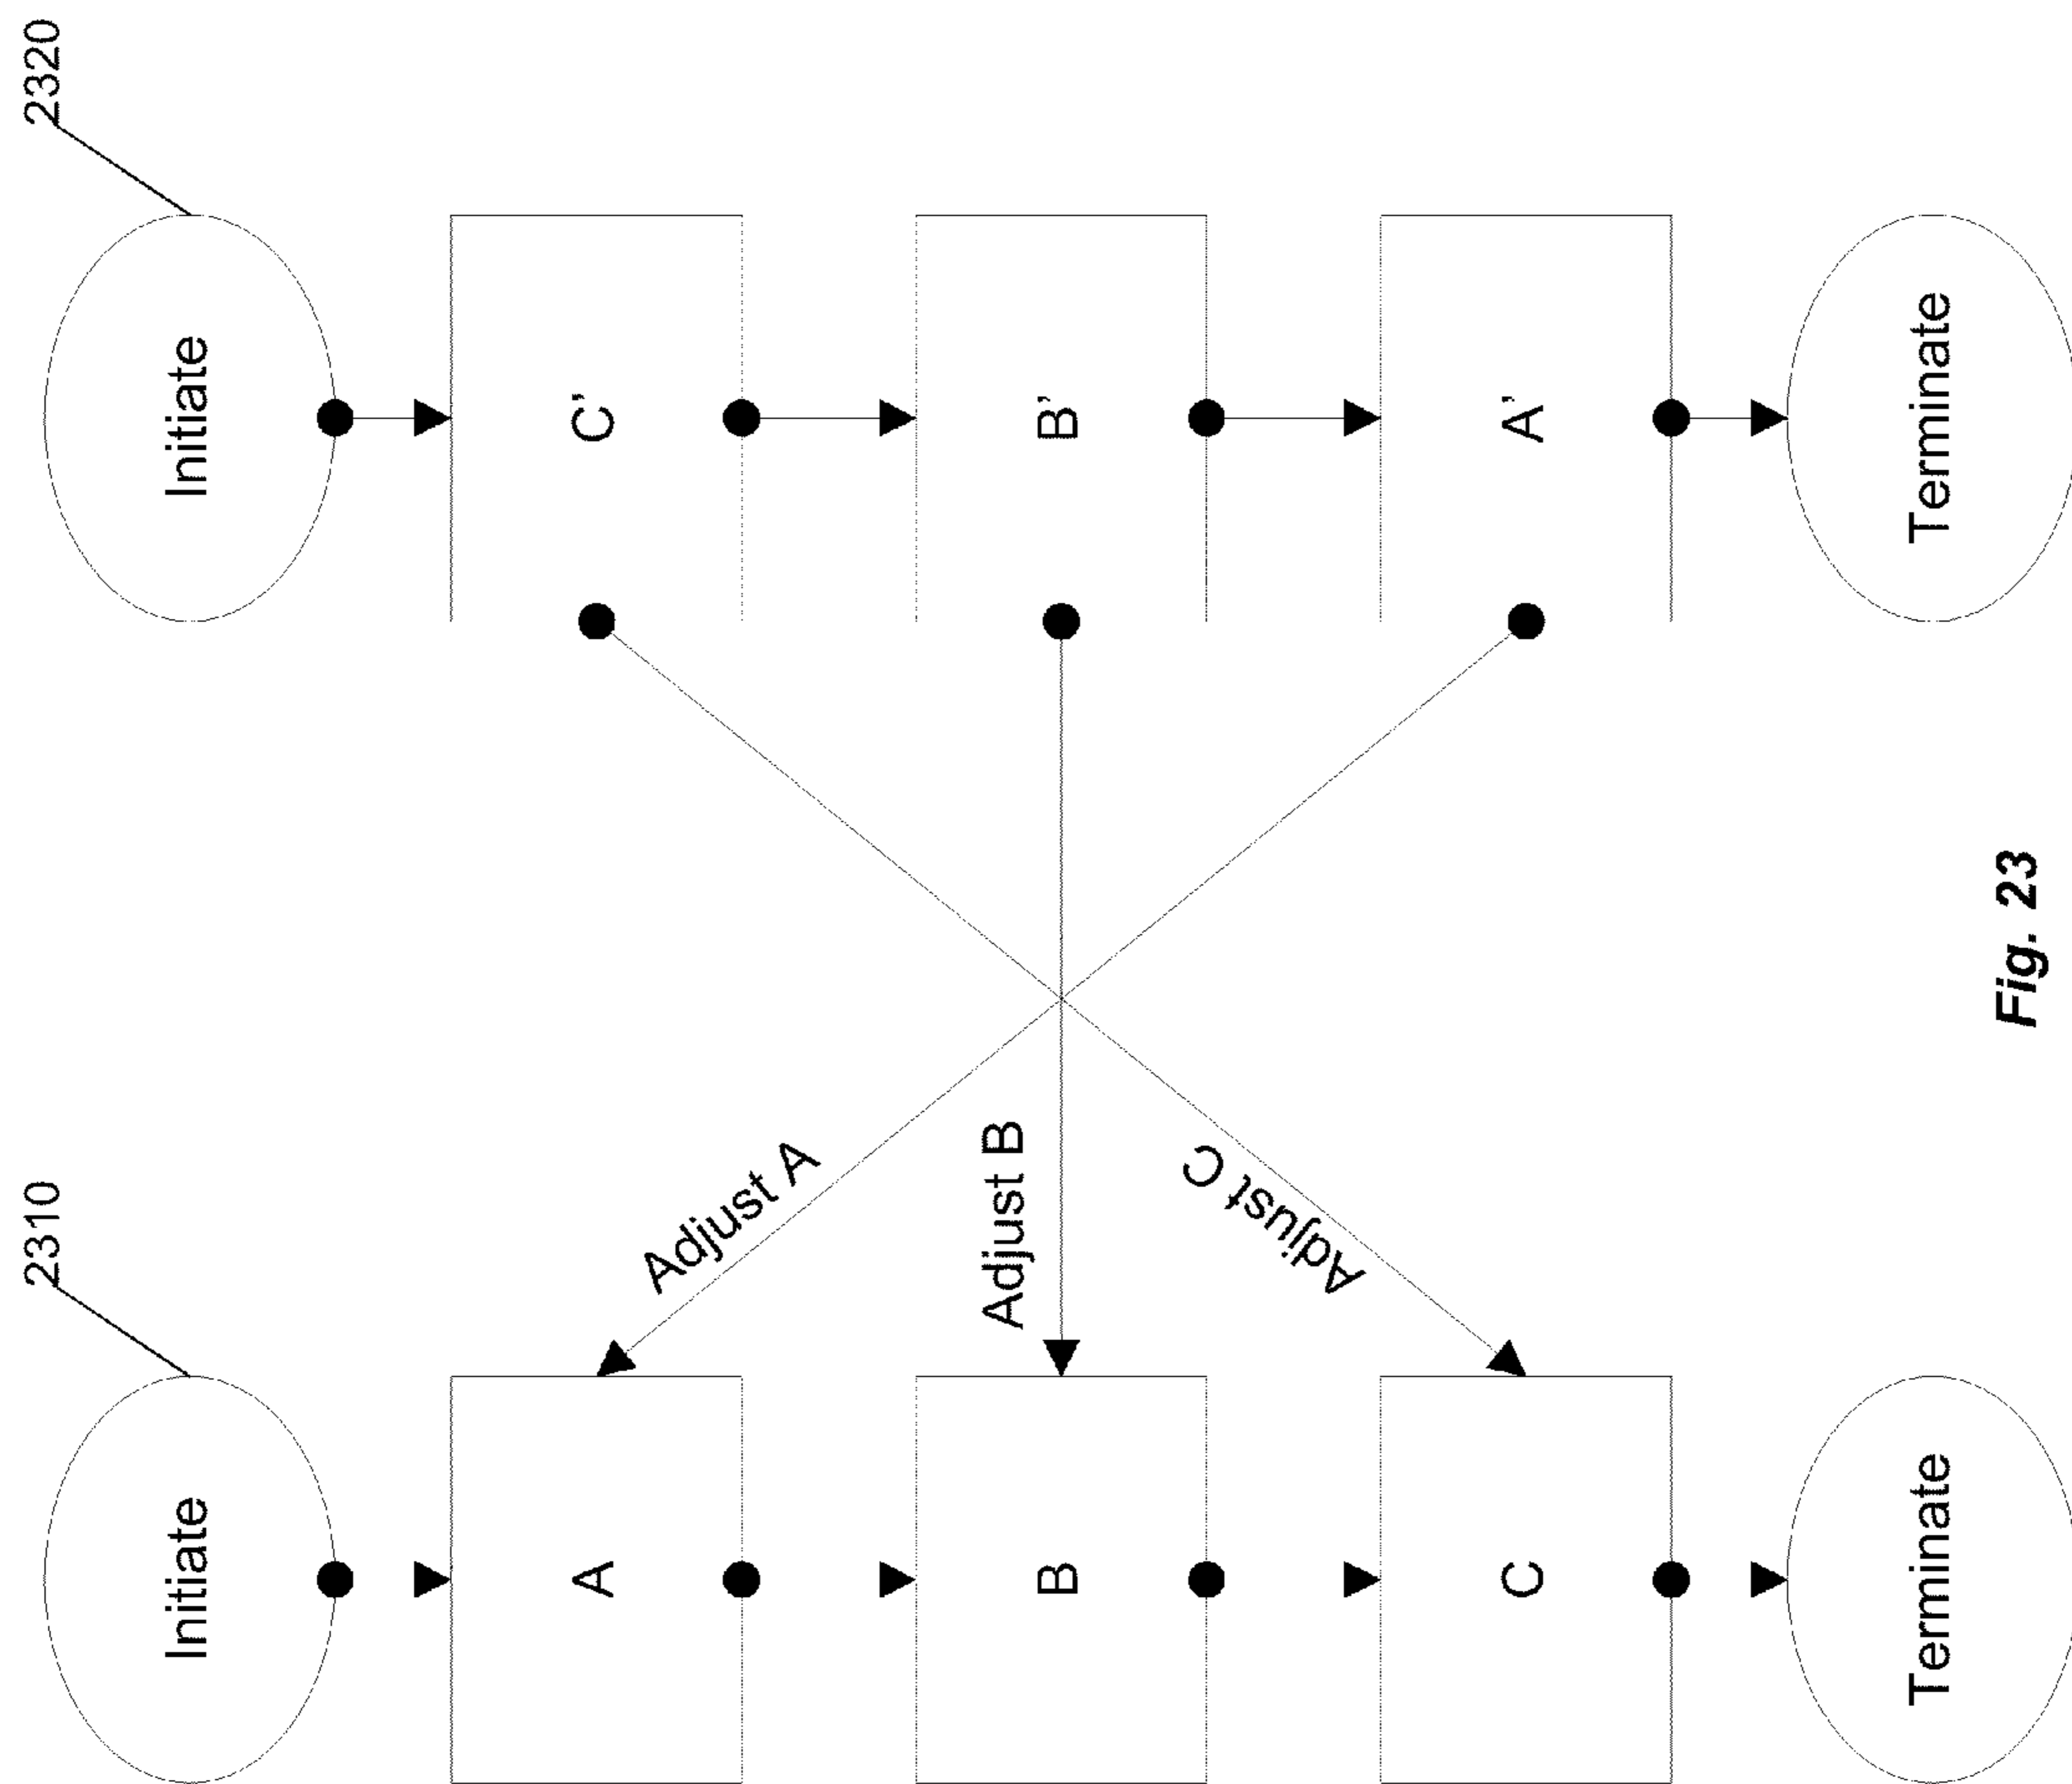 2310
Initiate
A
B
C
Terminate
Adjust A
Adjust B
Adjust C
2320
Initiate
C'
B'
A'
Terminate
Fig. 23